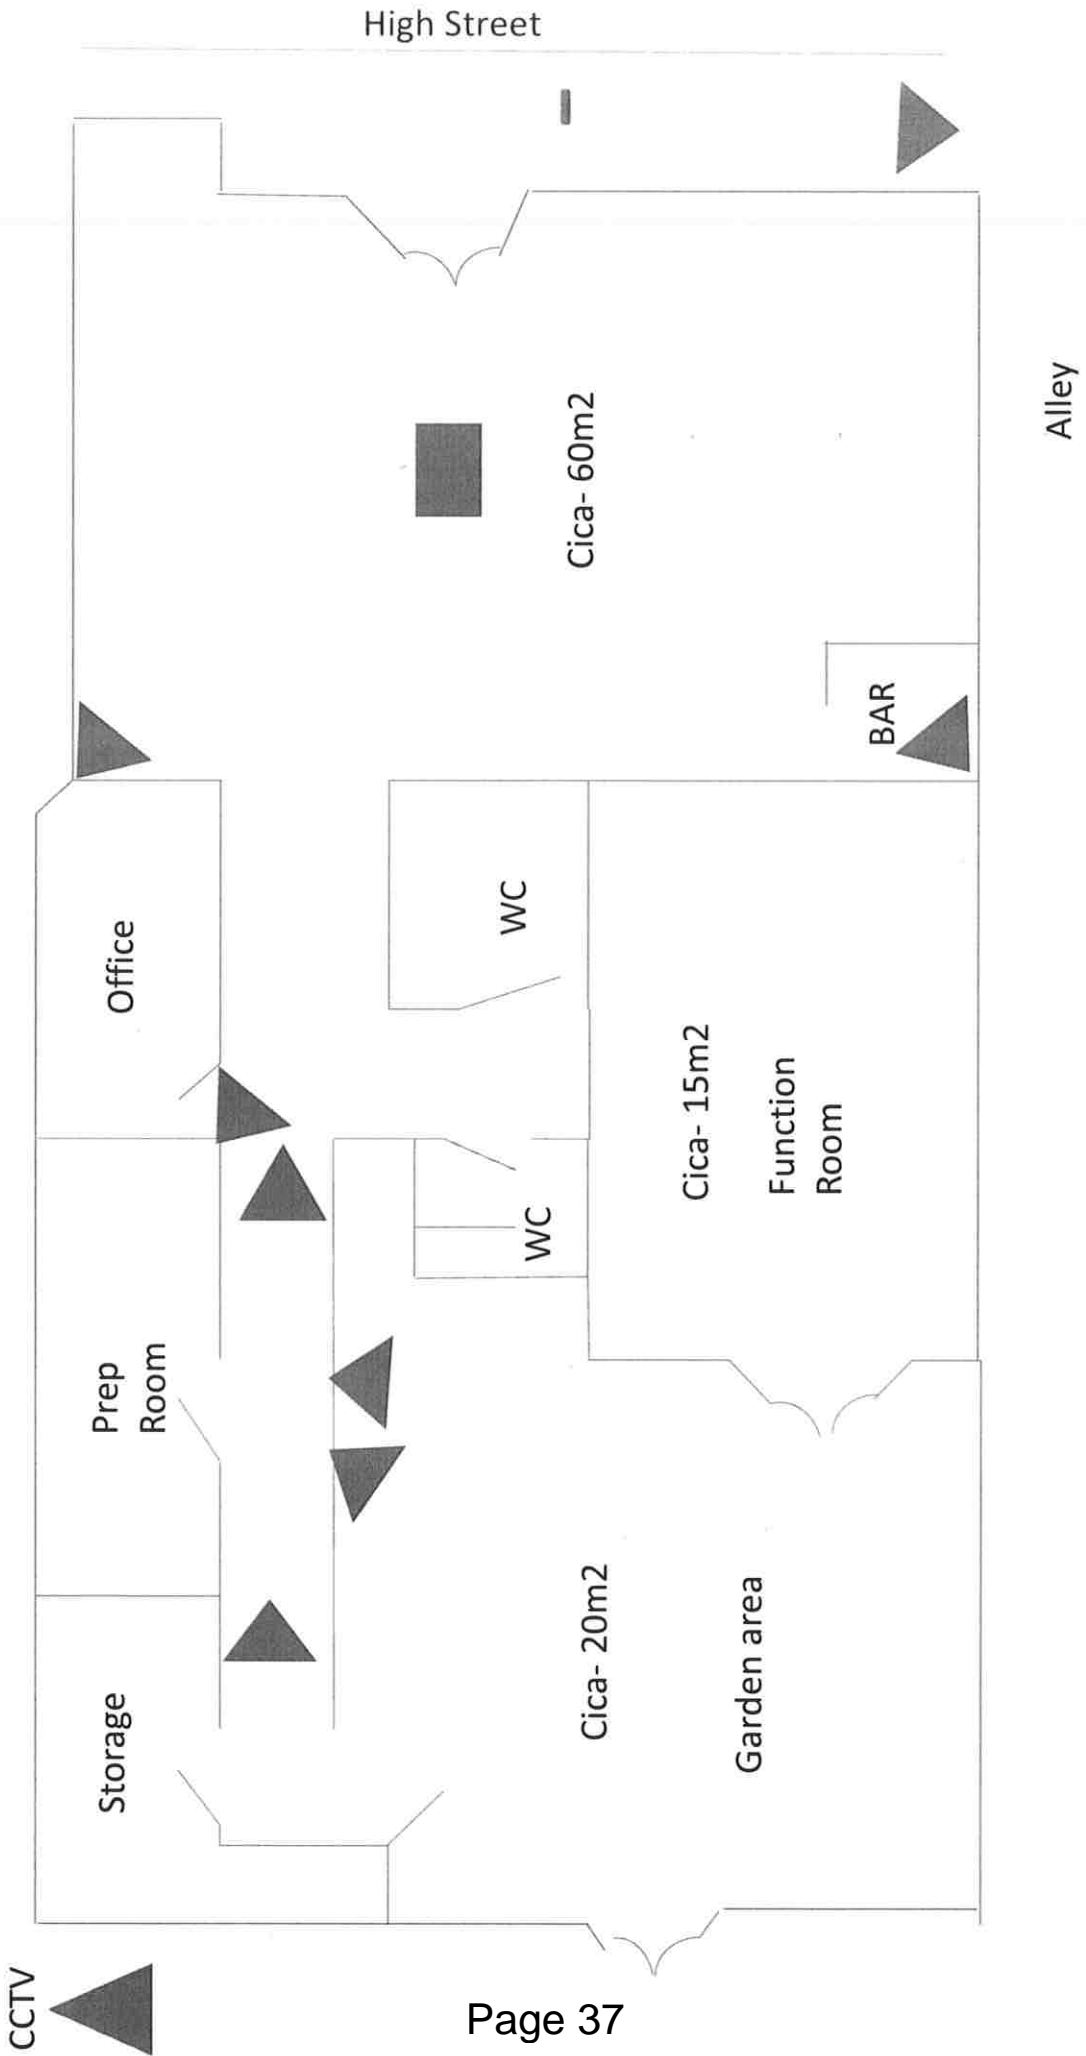 High Street
Alley
Cica- 60m2
BAR
Office
WC
Cica- 15m2
Function
Room
WC
Prep
Room
Cica- 20m2
Garden area
Storage
CCTV
Page 37